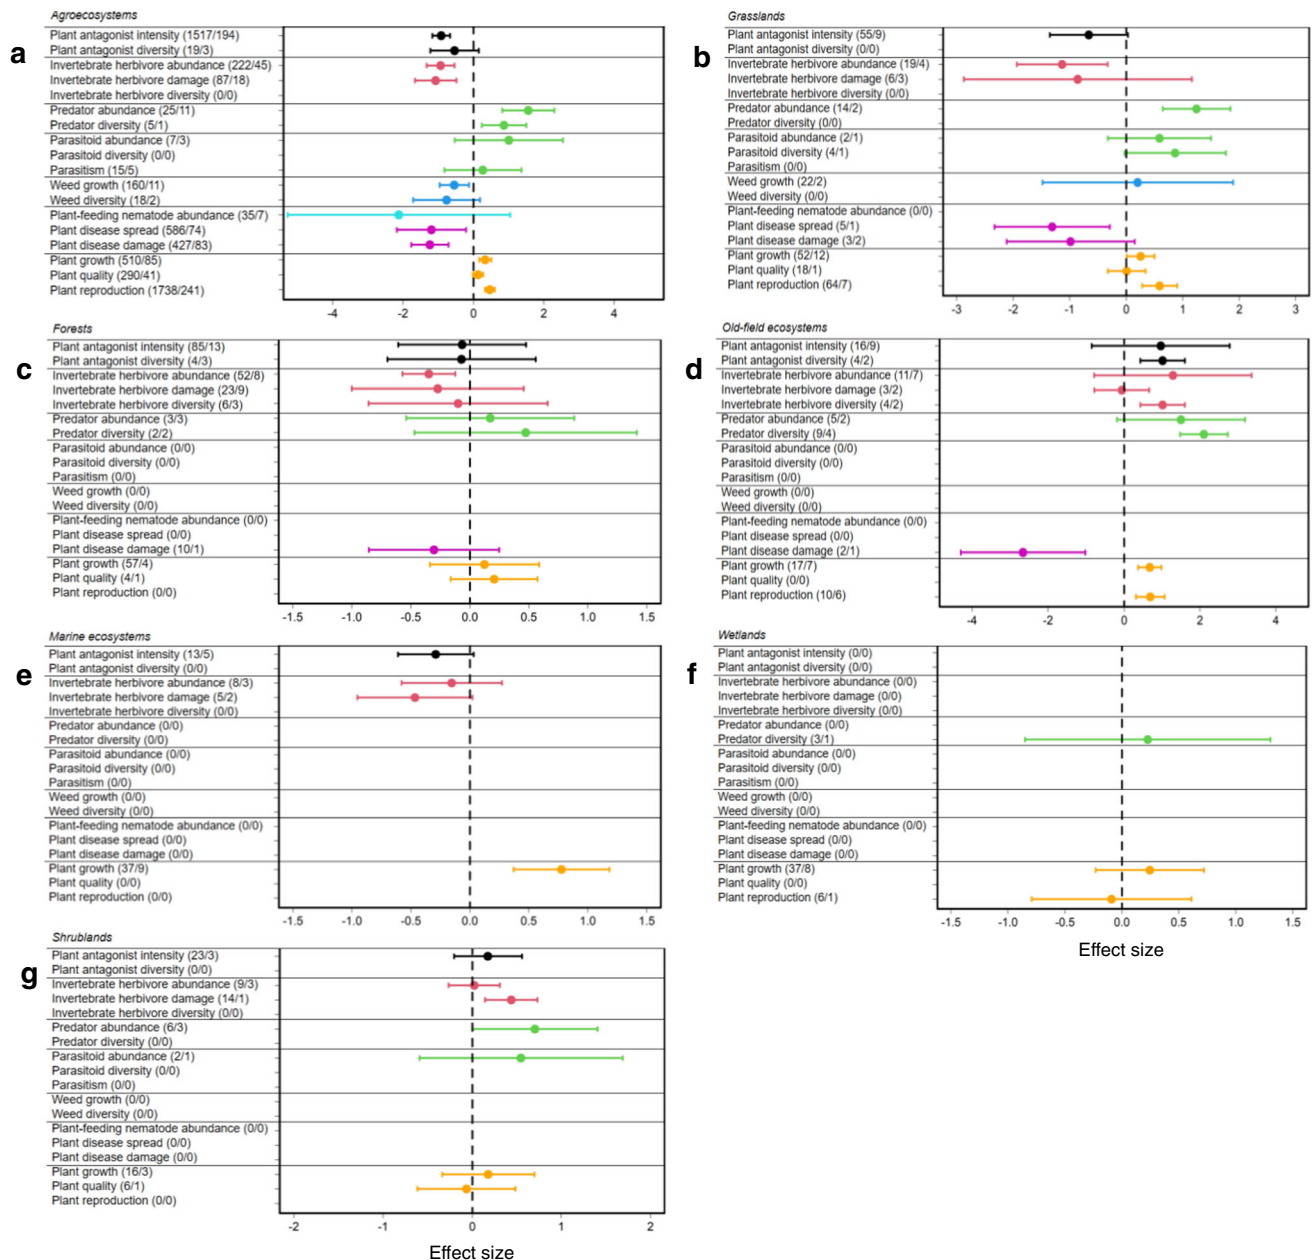 a
Agroecosystems
Plant antagonist intensity (1517/194)
Plant antagonist diversity (19/3)
Invertebrate herbivore abundance (222/45)
Invertebrate herbivore damage (87/18)
Invertebrate herbivore diversity (0/0)
Predator abundance (25/11)
Predator diversity (5/1)
Parasitoid abundance (7/3)
Parasitoid diversity (0/0)
Parasitism (15/5)
Weed growth (160/11)
Weed diversity (18/2)
Plant-feeding nematode abundance (35/7)
Plant disease spread (586/74)
Plant disease damage (427/83)
Plant growth (510/85)
Plant quality (290/41)
Plant reproduction (1738/241)
-4 -2 0 2 4
b
Grasslands
Plant antagonist intensity (55/9)
Plant antagonist diversity (0/0)
Invertebrate herbivore abundance (19/4)
Invertebrate herbivore damage (6/3)
Invertebrate herbivore diversity (0/0)
Predator abundance (14/2)
Predator diversity (0/0)
Parasitoid abundance (2/1)
Parasitoid diversity (4/1)
Parasitism (0/0)
Weed growth (22/2)
Weed diversity (0/0)
Plant-feeding nematode abundance (0/0)
Plant disease spread (5/1)
Plant disease damage (3/2)
Plant growth (52/12)
Plant quality (18/1)
Plant reproduction (64/7)
-3 -2 -1 0 1 2 3
c
Forests
Plant antagonist intensity (85/13)
Plant antagonist diversity (4/3)
Invertebrate herbivore abundance (52/8)
Invertebrate herbivore damage (23/9)
Invertebrate herbivore diversity (6/3)
Predator abundance (3/3)
Predator diversity (2/2)
Parasitoid abundance (0/0)
Parasitoid diversity (0/0)
Parasitism (0/0)
Weed growth (0/0)
Weed diversity (0/0)
Plant-feeding nematode abundance (0/0)
Plant disease spread (0/0)
Plant disease damage (10/1)
Plant growth (57/4)
Plant quality (4/1)
Plant reproduction (0/0)
-1.5 -1.0 -0.5 0.0 0.5 1.0 1.5
d
Old-field ecosystems
Plant antagonist intensity (16/9)
Plant antagonist diversity (4/2)
Invertebrate herbivore abundance (11/7)
Invertebrate herbivore damage (3/2)
Invertebrate herbivore diversity (4/2)
Predator abundance (5/2)
Predator diversity (9/4)
Parasitoid abundance (0/0)
Parasitoid diversity (0/0)
Parasitism (0/0)
Weed growth (0/0)
Weed diversity (0/0)
Plant-feeding nematode abundance (0/0)
Plant disease spread (0/0)
Plant disease damage (2/1)
Plant growth (17/7)
Plant quality (0/0)
Plant reproduction (10/6)
-4 -2 0 2 4
e
Marine ecosystems
Plant antagonist intensity (13/5)
Plant antagonist diversity (0/0)
Invertebrate herbivore abundance (8/3)
Invertebrate herbivore damage (5/2)
Invertebrate herbivore diversity (0/0)
Predator abundance (0/0)
Predator diversity (0/0)
Parasitoid abundance (0/0)
Parasitoid diversity (0/0)
Parasitism (0/0)
Weed growth (0/0)
Weed diversity (0/0)
Plant-feeding nematode abundance (0/0)
Plant disease spread (0/0)
Plant disease damage (0/0)
Plant growth (37/9)
Plant quality (0/0)
Plant reproduction (0/0)
-1.5 -1.0 -0.5 0.0 0.5 1.0 1.5
f
Wetlands
Plant antagonist intensity (0/0)
Plant antagonist diversity (0/0)
Invertebrate herbivore abundance (0/0)
Invertebrate herbivore damage (0/0)
Invertebrate herbivore diversity (0/0)
Predator abundance (0/0)
Predator diversity (3/1)
Parasitoid abundance (0/0)
Parasitoid diversity (0/0)
Parasitism (0/0)
Weed growth (0/0)
Weed diversity (0/0)
Plant-feeding nematode abundance (0/0)
Plant disease spread (0/0)
Plant disease damage (0/0)
Plant growth (37/8)
Plant quality (0/0)
Plant reproduction (6/1)
-1.5 -1.0 -0.5 0.0 0.5 1.0 1.5
Effect size
g
Shrublands
Plant antagonist intensity (23/3)
Plant antagonist diversity (0/0)
Invertebrate herbivore abundance (9/3)
Invertebrate herbivore damage (14/1)
Invertebrate herbivore diversity (0/0)
Predator abundance (6/3)
Predator diversity (0/0)
Parasitoid abundance (2/1)
Parasitoid diversity (0/0)
Parasitism (0/0)
Weed growth (0/0)
Weed diversity (0/0)
Plant-feeding nematode abundance (0/0)
Plant disease spread (0/0)
Plant disease damage (0/0)
Plant growth (16/3)
Plant quality (6/1)
Plant reproduction (0/0)
-2 -1 0 1 2
Effect size